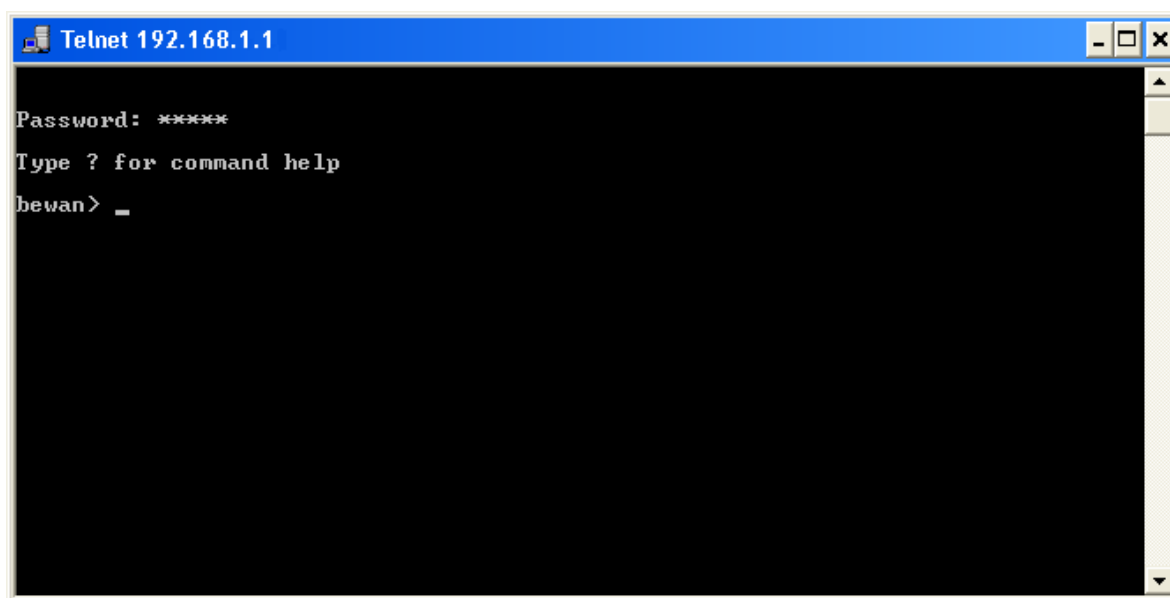 Telnet 192.168.1.1
Password: *****
Type ? for command help
bewan> _